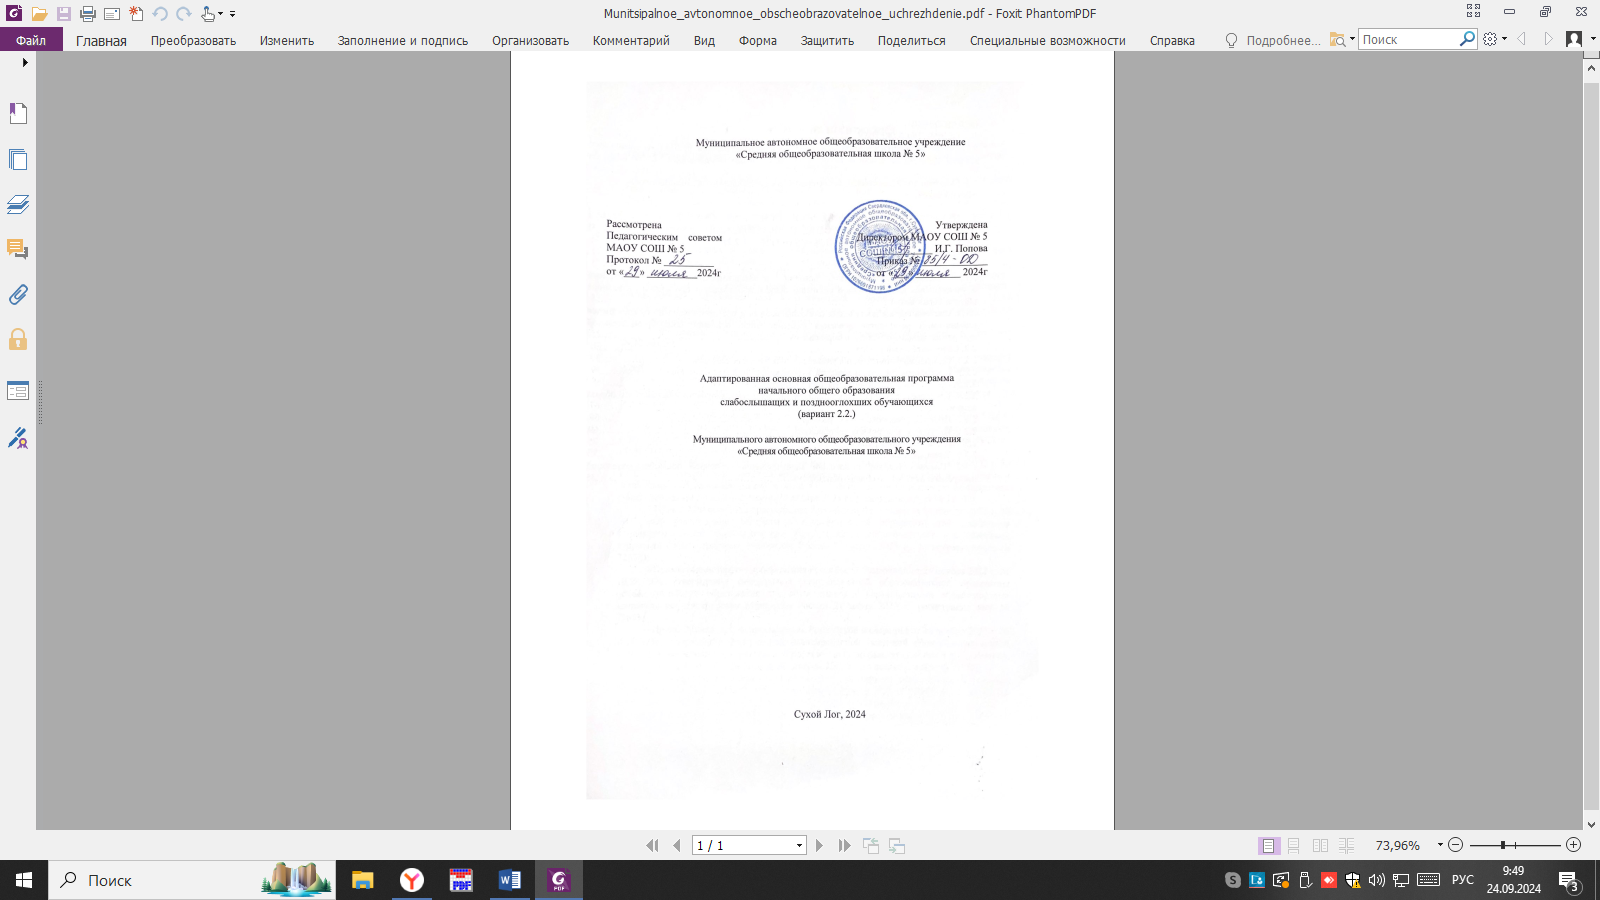 Munitsipalnoe_avtonomnoe_obscheobrazovatelnoe_uchrezhdenie.pdf - Foxit PhantomPDF
Файл Главная Преобразовать Изменить Заполнение и подпись Организовать Комментарий Вид Форма Защитить Поделиться Специальные возможности Справка Подробнее... Поиск
Муниципальное автономное общеобразовательное учреждение
«Средняя общеобразовательная школа № 5»
Рассмотрена
Педагогическим советом
МАОУ СОШ № 5
Протокол № 25
от «29» июля 2024г
Утверждена
Директором МАОУ СОШ № 5
И.Г. Попова
Приказ №
от «29» июля 2024г
Адаптированная основная общеобразовательная программа
начального общего образования
слабослышащих и позднооглохших обучающихся
(вариант 2.2.)
Муниципального автономного общеобразовательного учреждения
«Средняя общеобразовательная школа № 5»
Сухой Лог, 2024
1 / 1
73,96%
Поиск
РУС
9:49
24.09.2024
3